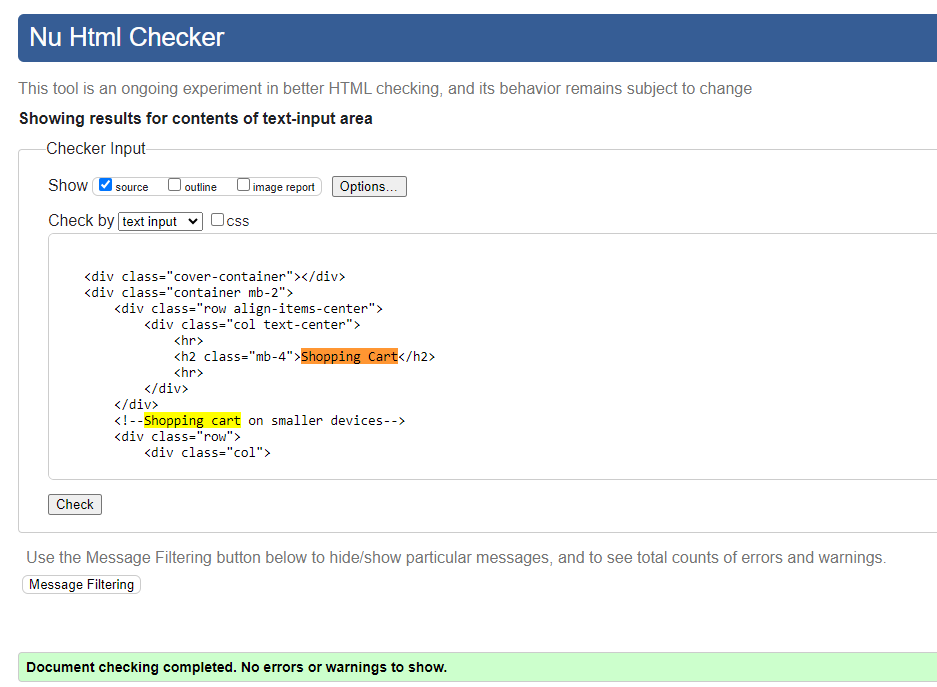 Nu Html Checker
This tool is an ongoing experiment in better HTML checking, and its behavior remains subject to change
Showing results for contents of text-input area
Checker Input
Show source outline image report Options...
Check by text input css
<div class="cover-container"></div>
<div class="container mb-2">
<div class="row align-items-center">
<div class="col text-center">
<hr>
<h2 class="mb-4">Shopping Cart</h2>
<hr>
</div>
</div>
<!--Shopping cart on smaller devices-->
<div class="row">
<div class="col">
Check
Use the Message Filtering button below to hide/show particular messages, and to see total counts of errors and warnings.
Message Filtering
Document checking completed. No errors or warnings to show.